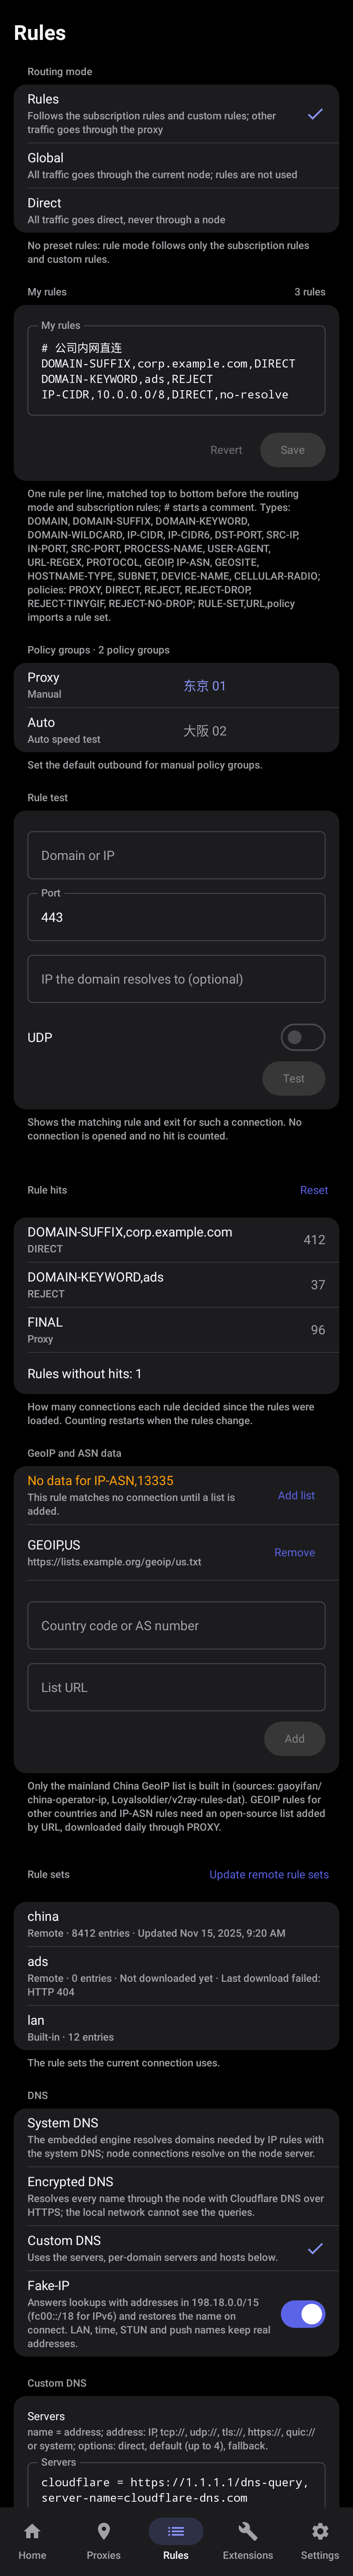 Rules
Routing mode
Rules
Follows the subscription rules and custom rules; other
traffic goes through the proxy
Global
All traffic goes through the current node; rules are not used
Direct
All traffic goes direct, never through a node
No preset rules: rule mode follows only the subscription rules
and custom rules.
My rules
3 rules
My rules
# 公司内网直连
DOMAIN-SUFFIX,corp.example.com,DIRECT
DOMAIN-KEYWORD,ads,REJECT
IP-CIDR,10.0.0.0/8,DIRECT,no-resolve
Revert
Save
One rule per line, matched top to bottom before the routing
mode and subscription rules; # starts a comment. Types:
DOMAIN, DOMAIN-SUFFIX, DOMAIN-KEYWORD,
DOMAIN-WILDCARD, IP-CIDR, IP-CIDR6, DST-PORT, SRC-IP,
IN-PORT, SRC-PORT, PROCESS-NAME, USER-AGENT,
URL-REGEX, PROTOCOL, GEOIP, IP-ASN, GEOSITE,
HOSTNAME-TYPE, SUBNET, DEVICE-NAME, CELLULAR-RADIO;
policies: PROXY, DIRECT, REJECT, REJECT-DROP,
REJECT-TINYGIF, REJECT-NO-DROP; RULE-SET,URL,policy
imports a rule set.
Policy groups · 2 policy groups
Proxy
Manual
东京 01
Auto
Auto speed test
大阪 02
Set the default outbound for manual policy groups.
Rule test
Domain or IP
Port
443
IP the domain resolves to (optional)
UDP
Test
Shows the matching rule and exit for such a connection. No
connection is opened and no hit is counted.
Rule hits
Reset
DOMAIN-SUFFIX,corp.example.com
DIRECT
412
DOMAIN-KEYWORD,ads
REJECT
37
FINAL
Proxy
96
Rules without hits: 1
How many connections each rule decided since the rules were
loaded. Counting restarts when the rules change.
GeoIP and ASN data
No data for IP-ASN,13335
This rule matches no connection until a list is
added.
Add list
GEOIP,US
https://lists.example.org/geoip/us.txt
Remove
Country code or AS number
List URL
Add
Only the mainland China GeoIP list is built in (sources: gaoyifan/
china-operator-ip, Loyalsoldier/v2ray-rules-dat). GEOIP rules for
other countries and IP-ASN rules need an open-source list added
by URL, downloaded daily through PROXY.
Rule sets
Update remote rule sets
china
Remote · 8412 entries · Updated Nov 15, 2025, 9:20 AM
ads
Remote · 0 entries · Not downloaded yet · Last download failed:
HTTP 404
lan
Built-in · 12 entries
The rule sets the current connection uses.
DNS
System DNS
The embedded engine resolves domains needed by IP rules with
the system DNS; node connections resolve on the node server.
Encrypted DNS
Resolves every name through the node with Cloudflare DNS over
HTTPS; the local network cannot see the queries.
Custom DNS
Uses the servers, per-domain servers and hosts below.
Fake-IP
Answers lookups with addresses in 198.18.0.0/15
(fc00::/18 for IPv6) and restores the name on
connect. LAN, time, STUN and push names keep real
addresses.
Custom DNS
Servers
name = address; address: IP, tcp://, udp://, tls://, https://, quic://
or system; options: direct, default (up to 4), fallback.
Servers
cloudflare = https://1.1.1.1/dns-query,
server-name=cloudflare-dns.com
Home
Proxies
Rules
Extensions
Settings